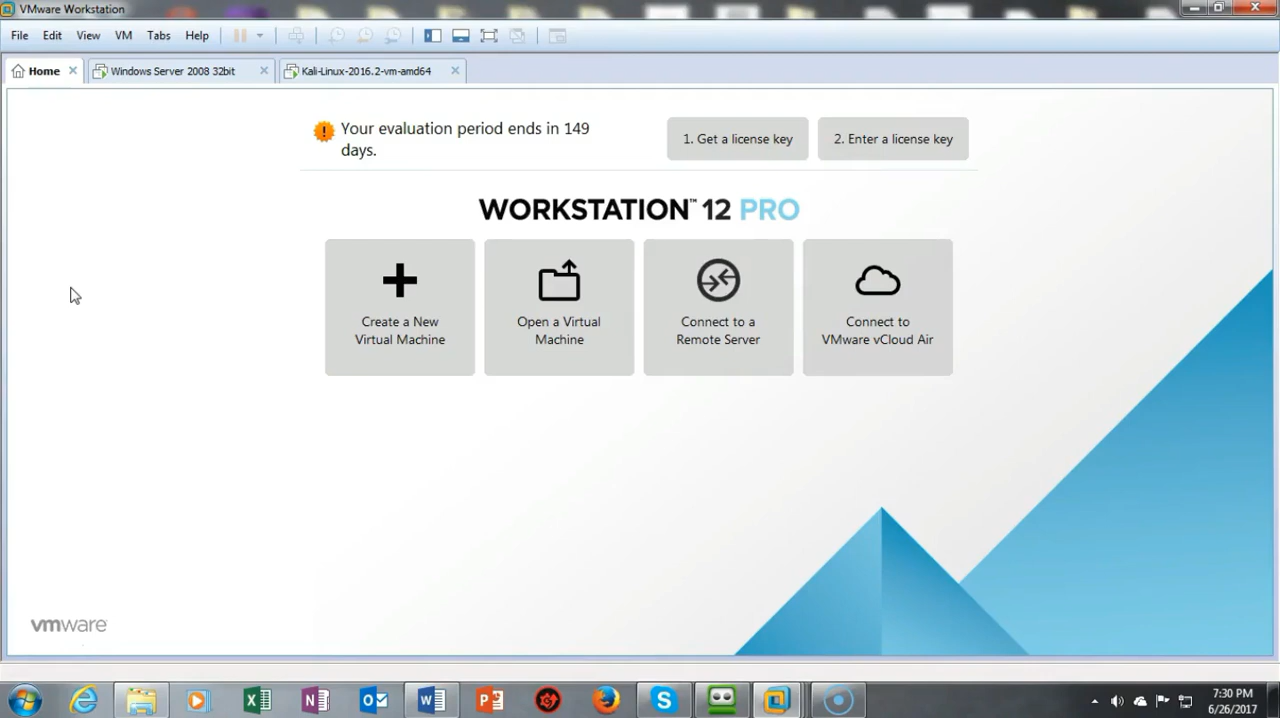 VMware Workstation
File Edit View VM Tabs Help
Home Windows Server 2008 32bit Kali-Linux-2016.2-vm-amd64
Your evaluation period ends in 149
days.
1. Get a license key 2. Enter a license key
WORKSTATION™ 12 PRO
Create a New
Virtual Machine
Open a Virtual
Machine
Connect to a
Remote Server
Connect to
VMware vCloud Air
vmware
7:30 PM
6/26/2017